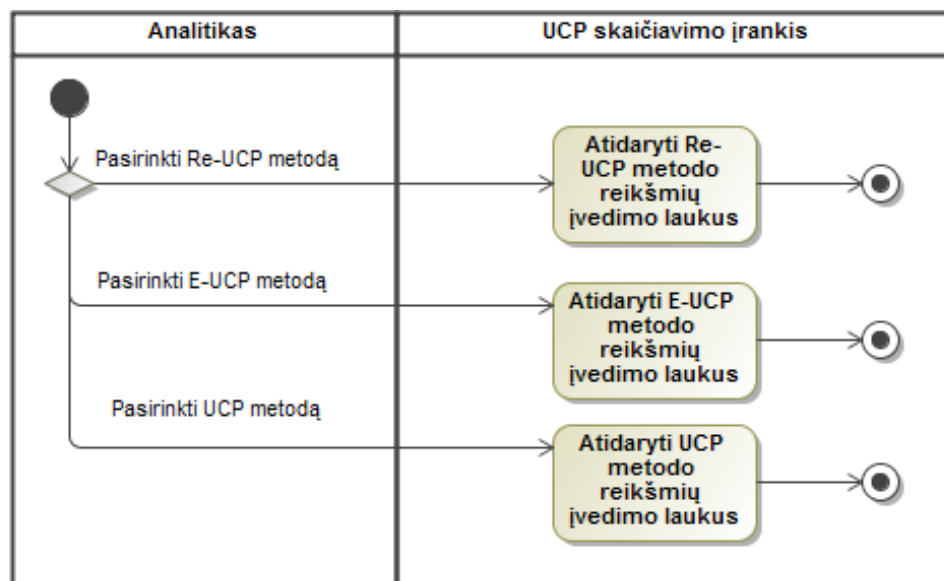 Analitikas
UCP skaičiavimo įrankis
Pasirinkti Re-UCP metodą
Atidaryti Re-
UCP metodo
reikšmių
įvedimo laukus
Pasirinkti E-UCP metodą
Atidaryti E-UCP
metodo
reikšmių
įvedimo laukus
Pasirinkti UCP metodą
Atidaryti UCP
metodo
reikšmių
įvedimo laukus